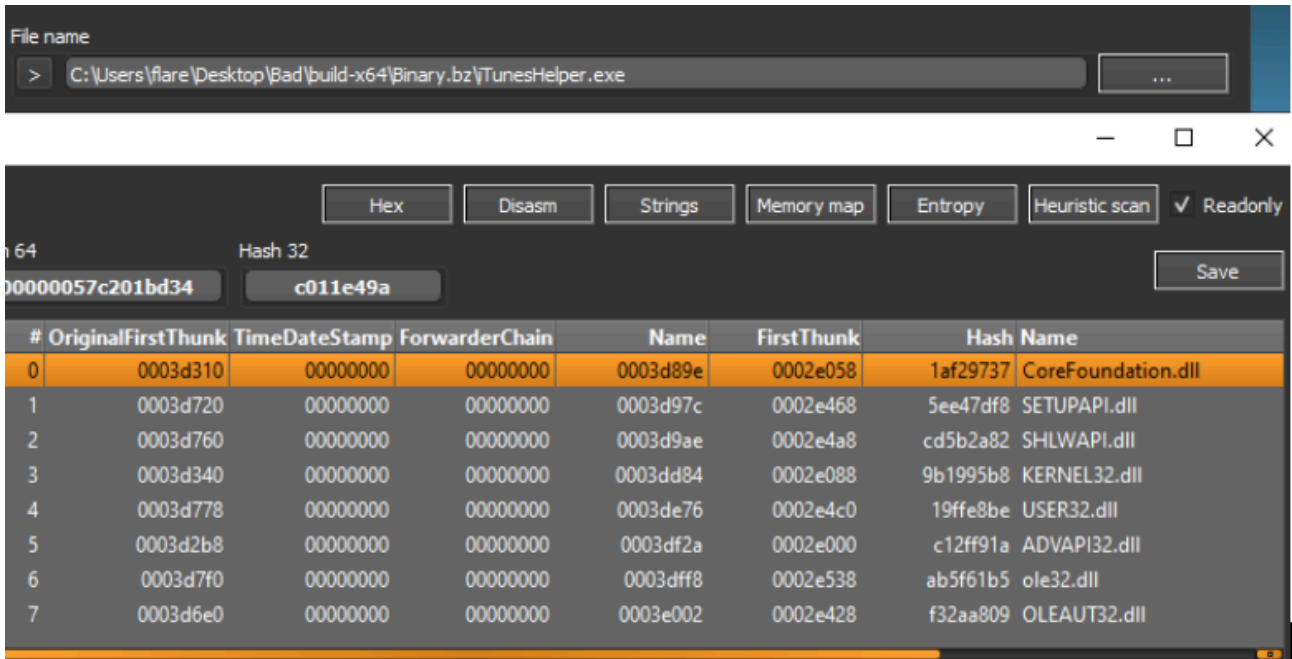 File name
> C:\Users\flare\Desktop\Bad\build-x64\Binary.bz\iTunesHelper.exe ...
Hex Disasm Strings Memory map Entropy Heuristic scan Readonly
64 Hash 32
00000057c201bd34 c011e49a Save
# OriginalFirstThunk TimeDateStamp ForwarderChain Name FirstThunk Hash Name
0 0003d310 00000000 00000000 0003d89e 0002e058 1af29737 CoreFoundation.dll
1 0003d720 00000000 00000000 0003d97c 0002e468 5ee47df8 SETUPAPI.dll
2 0003d760 00000000 00000000 0003d9ae 0002e4a8 cd5b2a82 SHLWAPI.dll
3 0003d340 00000000 00000000 0003dd84 0002e088 9b1995b8 KERNEL32.dll
4 0003d778 00000000 00000000 0003de76 0002e4c0 19ffe8be USER32.dll
5 0003d2b8 00000000 00000000 0003df2a 0002e000 c12ff91a ADVAPI32.dll
6 0003d7f0 00000000 00000000 0003dff8 0002e538 ab5f61b5 ole32.dll
7 0003d6e0 00000000 00000000 0003e002 0002e428 f32aa809 OLEAUT32.dll